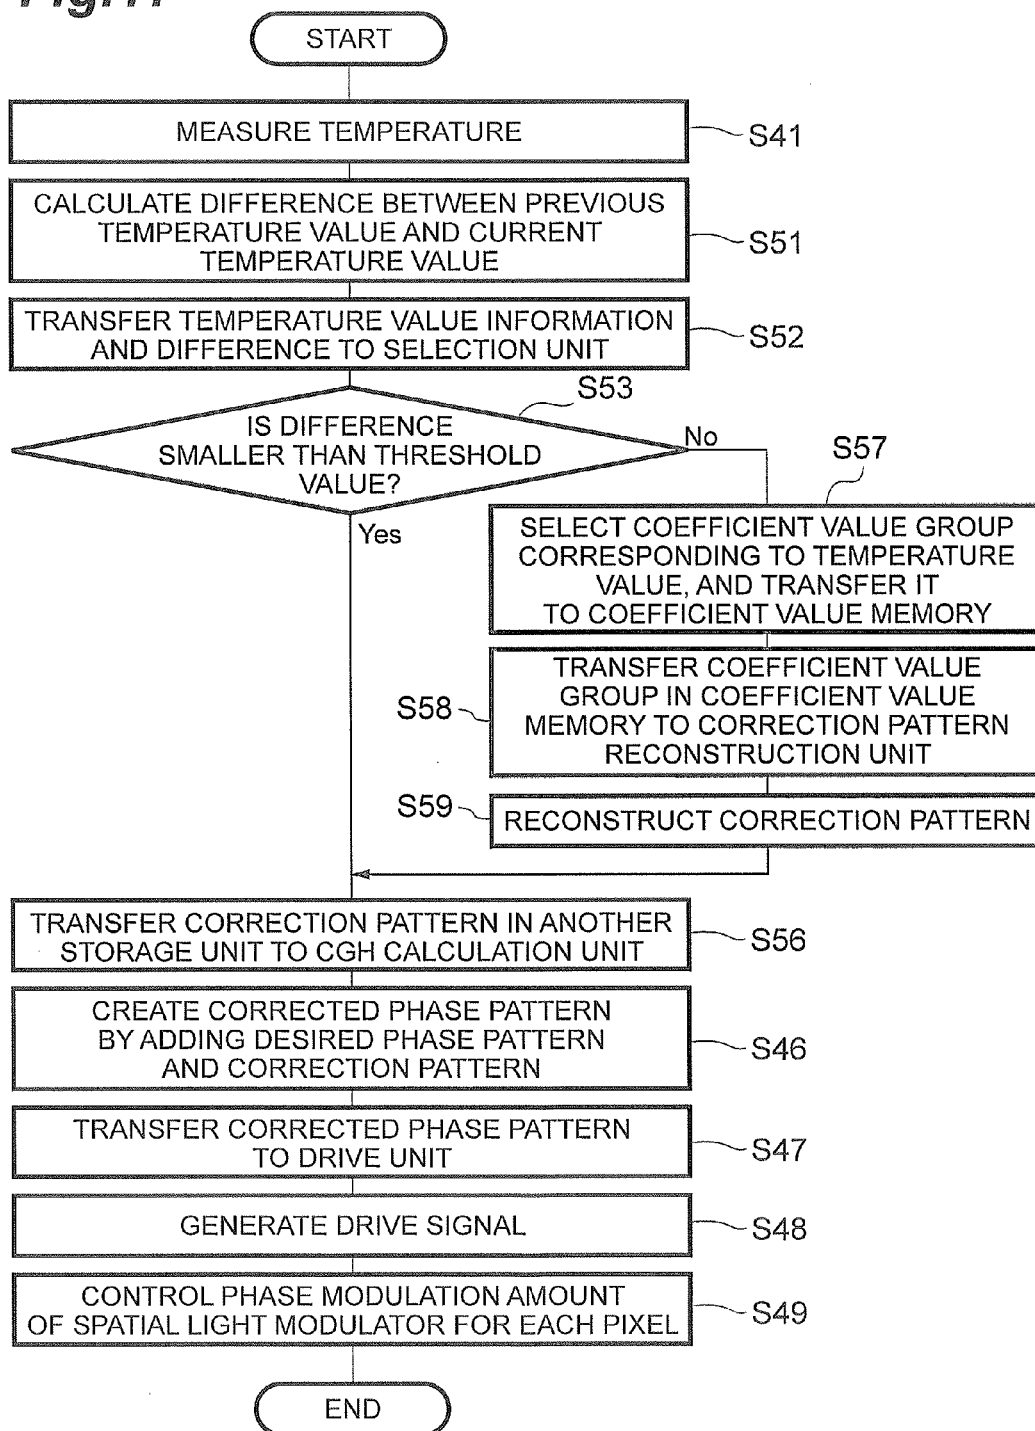 START
MEASURE TEMPERATURE
S41
CALCULATE DIFFERENCE BETWEEN PREVIOUS
TEMPERATURE VALUE AND CURRENT
TEMPERATURE VALUE
S51
TRANSFER TEMPERATURE VALUE INFORMATION
AND DIFFERENCE TO SELECTION UNIT
S52
S53
IS DIFFERENCE
SMALLER THAN THRESHOLD
VALUE?
No
Yes
S57
SELECT COEFFICIENT VALUE GROUP
CORRESPONDING TO TEMPERATURE
VALUE, AND TRANSFER IT
TO COEFFICIENT VALUE MEMORY
S58
TRANSFER COEFFICIENT VALUE
GROUP IN COEFFICIENT VALUE
MEMORY TO CORRECTION PATTERN
RECONSTRUCTION UNIT
S59
RECONSTRUCT CORRECTION PATTERN
TRANSFER CORRECTION PATTERN IN ANOTHER
STORAGE UNIT TO CGH CALCULATION UNIT
S56
CREATE CORRECTED PHASE PATTERN
BY ADDING DESIRED PHASE PATTERN
AND CORRECTION PATTERN
S46
TRANSFER CORRECTED PHASE PATTERN
TO DRIVE UNIT
S47
GENERATE DRIVE SIGNAL
S48
CONTROL PHASE MODULATION AMOUNT
OF SPATIAL LIGHT MODULATOR FOR EACH PIXEL
S49
END